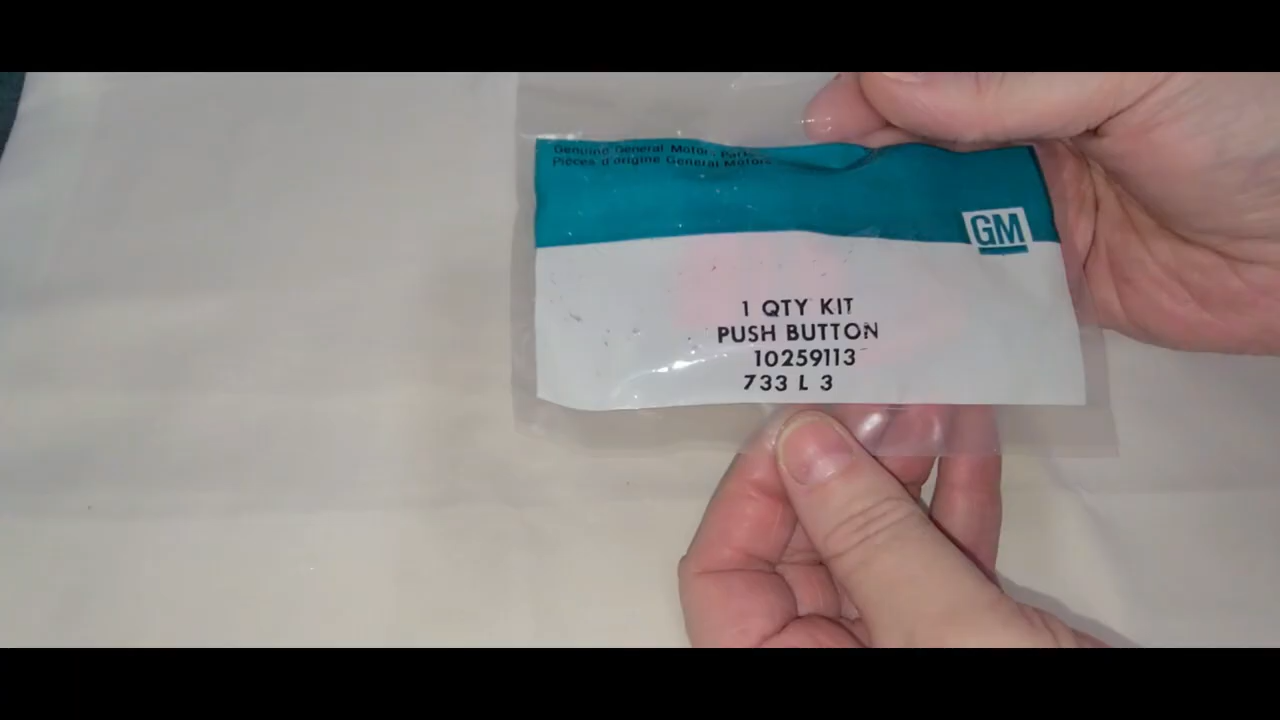 Genuine General Motors Parts
Pièces d'origine General Motors
GM
1 QTY KIT
PUSH BUTTON
10259113
733 L 3